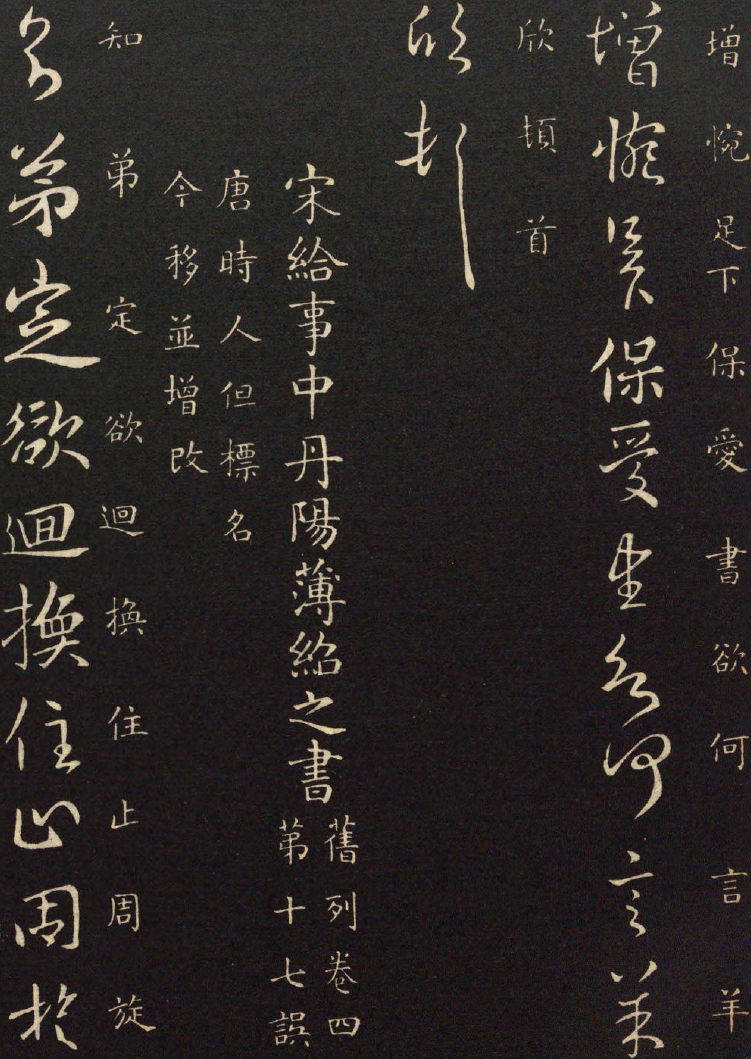 增惋足下保愛書欲何言羊
增惋足下保愛書欲何言羊
欣頓首
欣頓首
宋給事中丹陽薄紹之書
舊列卷四
第十七誤
唐時人但標名
今移並增改
知弟定欲迴換住止周旋
知弟定欲迴換住止周旋